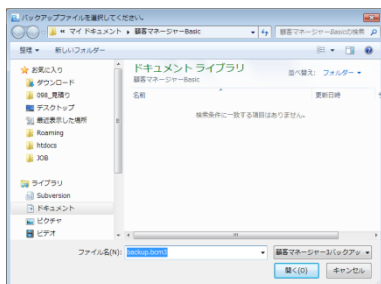 バックアップファイルを選択してください。
« マイ ドキュメント ▸ 顧客マネージャーBasic
顧客マネージャーBasicの検索
整理 ▼ 新しいフォルダー
お気に入り
ダウンロード
098_見積り
デスクトップ
最近表示した場所
Roaming
htdocs
JOB
ライブラリ
Subversion
ドキュメント
ピクチャ
ビデオ
ドキュメント ライブラリ
顧客マネージャーBasic
並べ替え: フォルダー ▼
名前 更新日時
検索条件に一致する項目はありません。
ファイル名(N): backup.bcm3
顧客マネージャー3バックアッ
開く(O) キャンセル